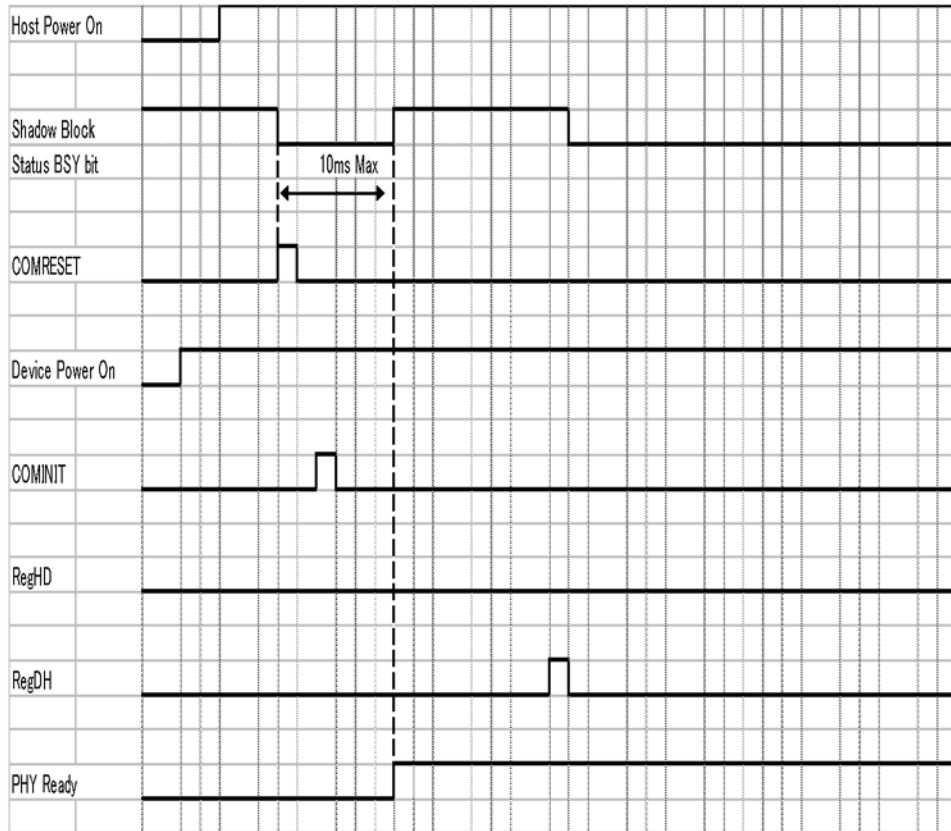 Host Power On
Shadow Block
Status BSY bit
10ms Max
COMRESET
Device Power On
COMINIT
RegHD
RegDH
PHY Ready